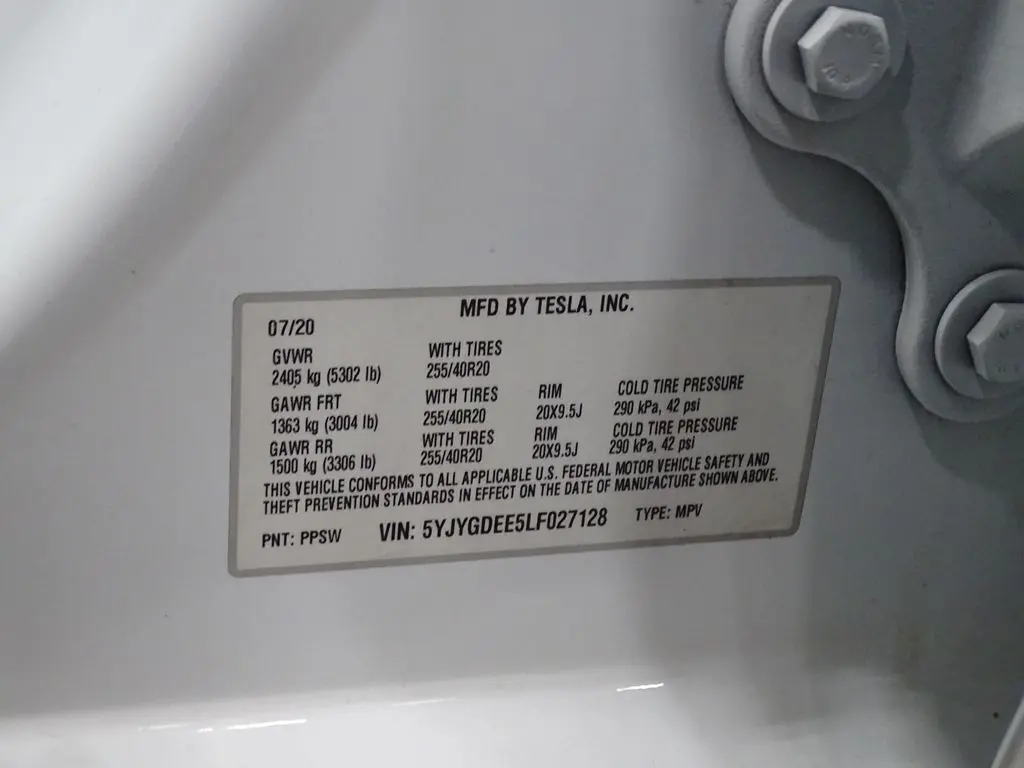 MFD BY TESLA, INC.
07/20
GVWR WITH TIRES
2405 kg (5302 lb) 255/40R20
GAWR FRT WITH TIRES RIM COLD TIRE PRESSURE
1363 kg (3004 lb) 255/40R20 20X9.5J 290 kPa, 42 psi
GAWR RR WITH TIRES RIM COLD TIRE PRESSURE
1500 kg (3306 lb) 255/40R20 20X9.5J 290 kPa, 42 psi
THIS VEHICLE CONFORMS TO ALL APPLICABLE U.S. FEDERAL MOTOR VEHICLE SAFETY AND
THEFT PREVENTION STANDARDS IN EFFECT ON THE DATE OF MANUFACTURE SHOWN ABOVE.
PNT: PPSW VIN: 5YJYGDEE5LF027128 TYPE: MPV